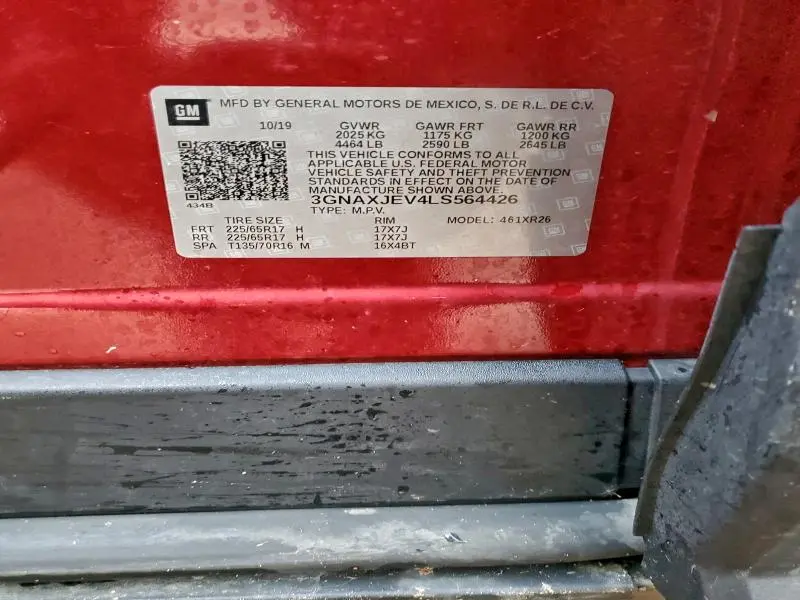 GM MFD BY GENERAL MOTORS DE MEXICO, S. DE R.L. DE C.V.
10/19 GVWR GAWR FRT GAWR RR
2025 KG 1175 KG 1200 KG
4464 LB 2590 LB 2645 LB
THIS VEHICLE CONFORMS TO ALL
APPLICABLE U.S. FEDERAL MOTOR
VEHICLE SAFETY AND THEFT PREVENTION
STANDARDS IN EFFECT ON THE DATE OF
MANUFACTURE SHOWN ABOVE.
434B 3GNAXJEV4LS564426
TYPE: M.P.V.
TIRE SIZE RIM MODEL: 461XR26
FRT 225/65R17 H 17X7J
RR 225/65R17 H 17X7J
SPA T135/70R16 M 16X4BT